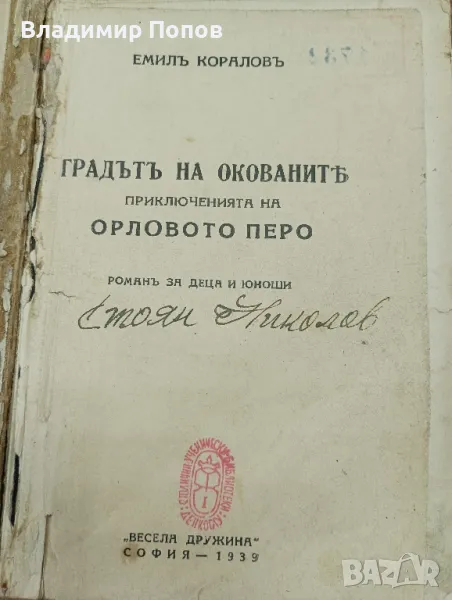 Владимир Попов
ЕМИЛЪ КОРАЛОВЪ
ГРАДЪТЪ НА ОКОВАНИТѢ
ПРИКЛЮЧЕНИЯТА НА
ОРЛОВОТО ПЕРО
РОМАНЪ ЗА ДЕЦА И ЮНОШИ
Стоян Николов
I
„ВЕСЕЛА ДРУЖИНА“
СОФИЯ — 1939
BAZAR